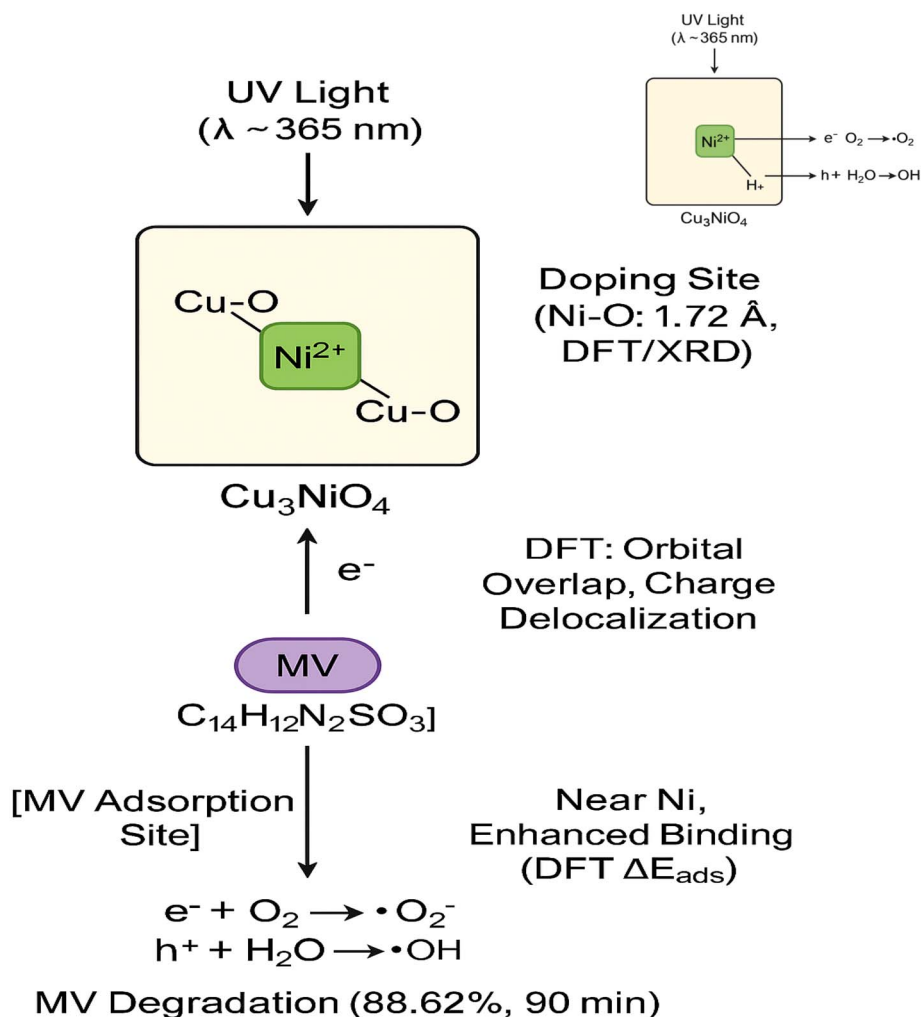 UV Light
(λ ~ 365 nm)
Cu–O
Ni²⁺
Cu–O
Cu₃NiO₄
e⁻
MV
C₁₄H₁₂N₂SO₃]
[MV Adsorption
Site]
e⁻ + O₂ → •O₂⁻
h⁺ + H₂O → •OH
MV Degradation (88.62%, 90 min)
UV Light
(λ ~ 365 nm)
Ni²⁺
H₊
e⁻ O₂ → •O₂
h + H₂O → OH
Cu₃NiO₄
Doping Site
(Ni-O: 1.72 Å,
DFT/XRD)
DFT: Orbital
Overlap, Charge
Delocalization
Near Ni,
Enhanced Binding
(DFT ΔEₐdₛ)